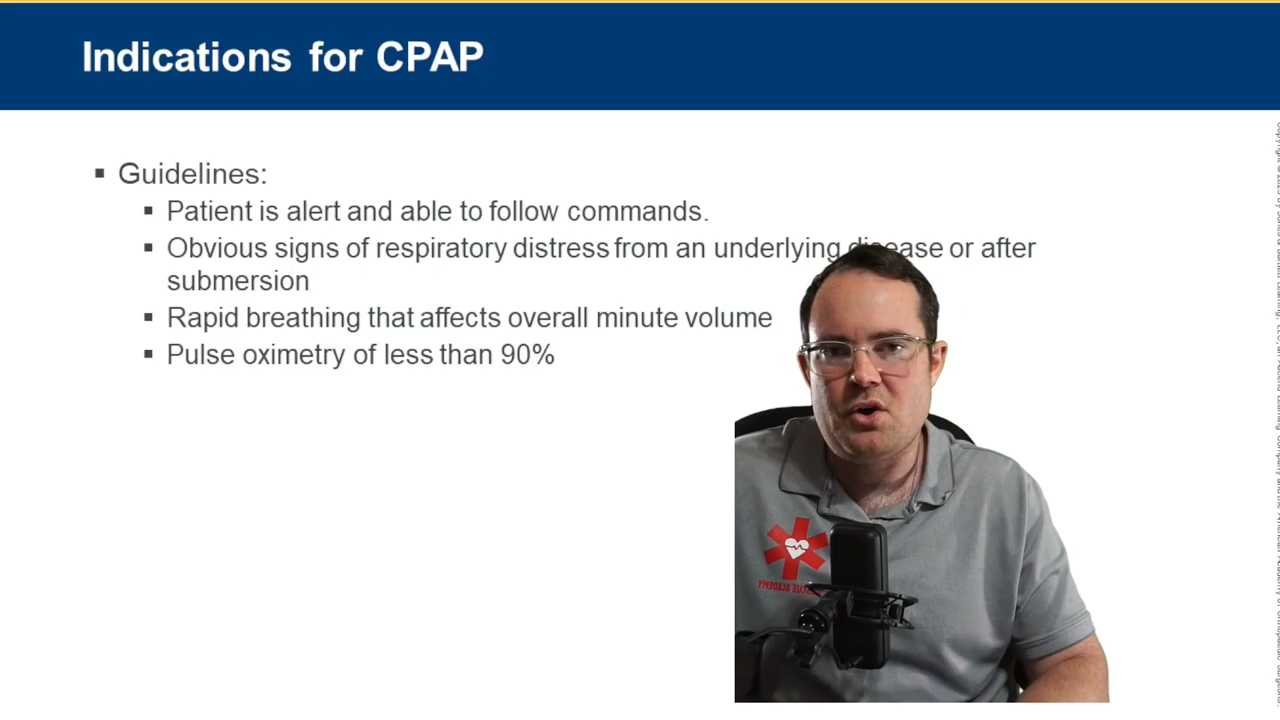 Indications for CPAP
▪ Guidelines:
▪ Patient is alert and able to follow commands.
▪ Obvious signs of respiratory distress from an underlying disease or after
submersion
▪ Rapid breathing that affects overall minute volume
▪ Pulse oximetry of less than 90%
ACADEMY